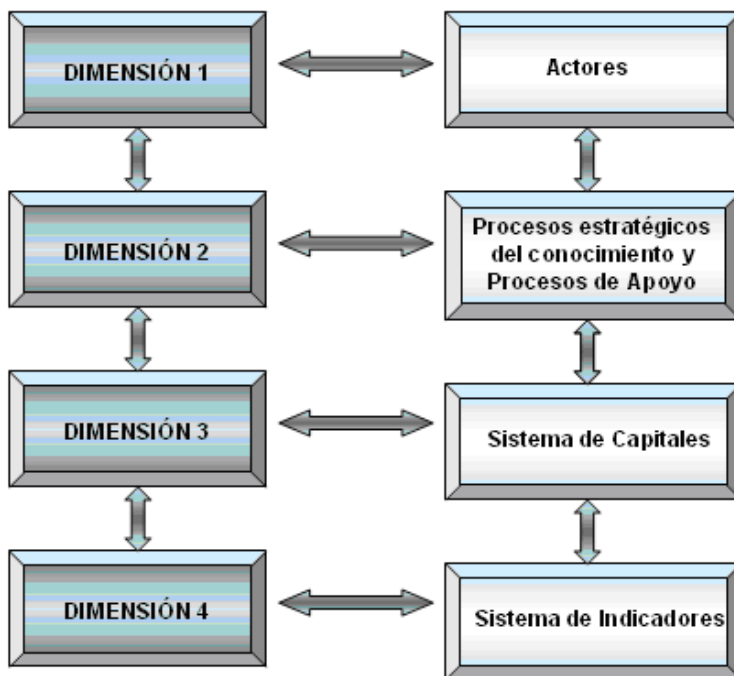 DIMENSIÓN 1
Actores
DIMENSIÓN 2
Procesos estratégicos
del conocimiento y
Procesos de Apoyo
DIMENSIÓN 3
Sistema de Capitales
DIMENSIÓN 4
Sistema de Indicadores